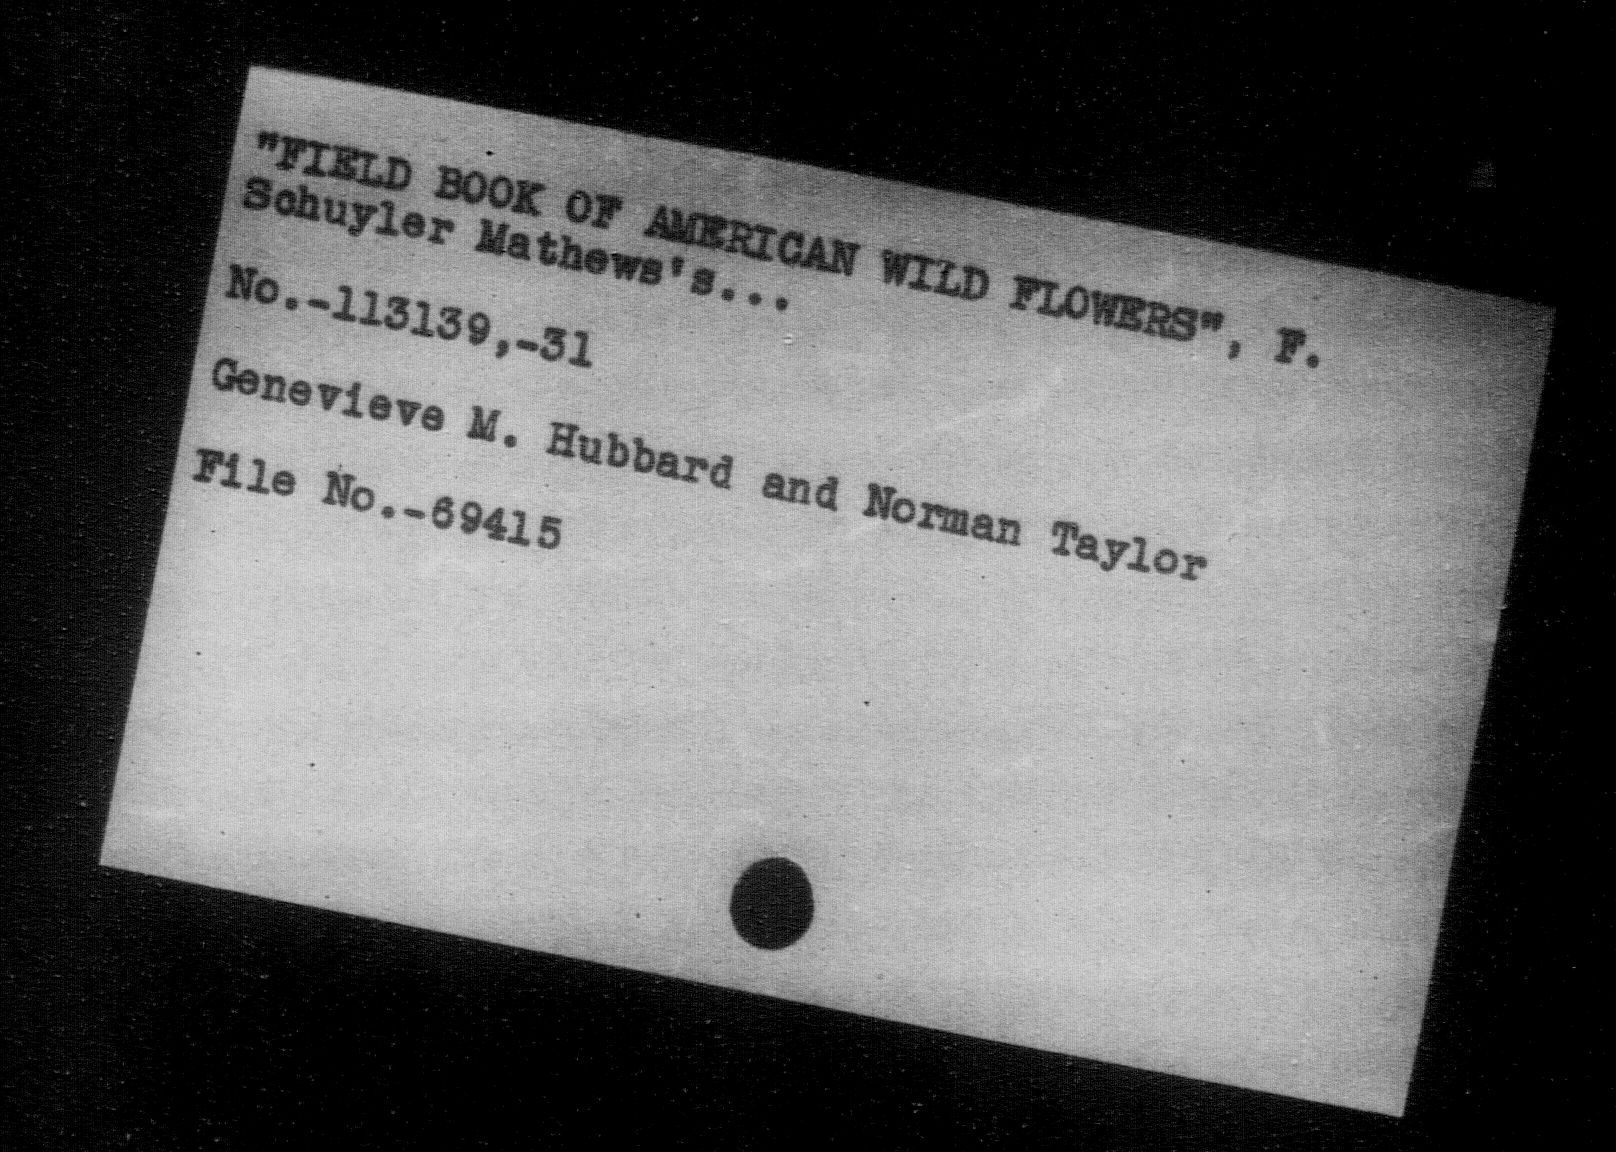 "FIELD BOOK OF AMERICAN WILD FLOWERS", F.
Schuyler Mathews's...
No.-113139,-31
Genevieve M. Hubbard and Norman Taylor
File No.-69415